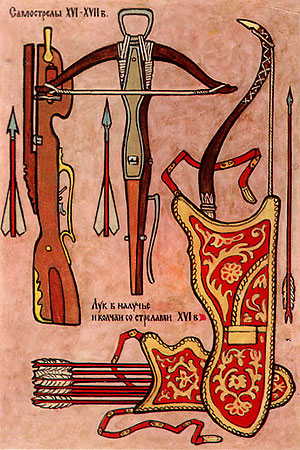 Самострелы XVI-XVII в.
Лук в налучье
и колчан со стрелами XVI в